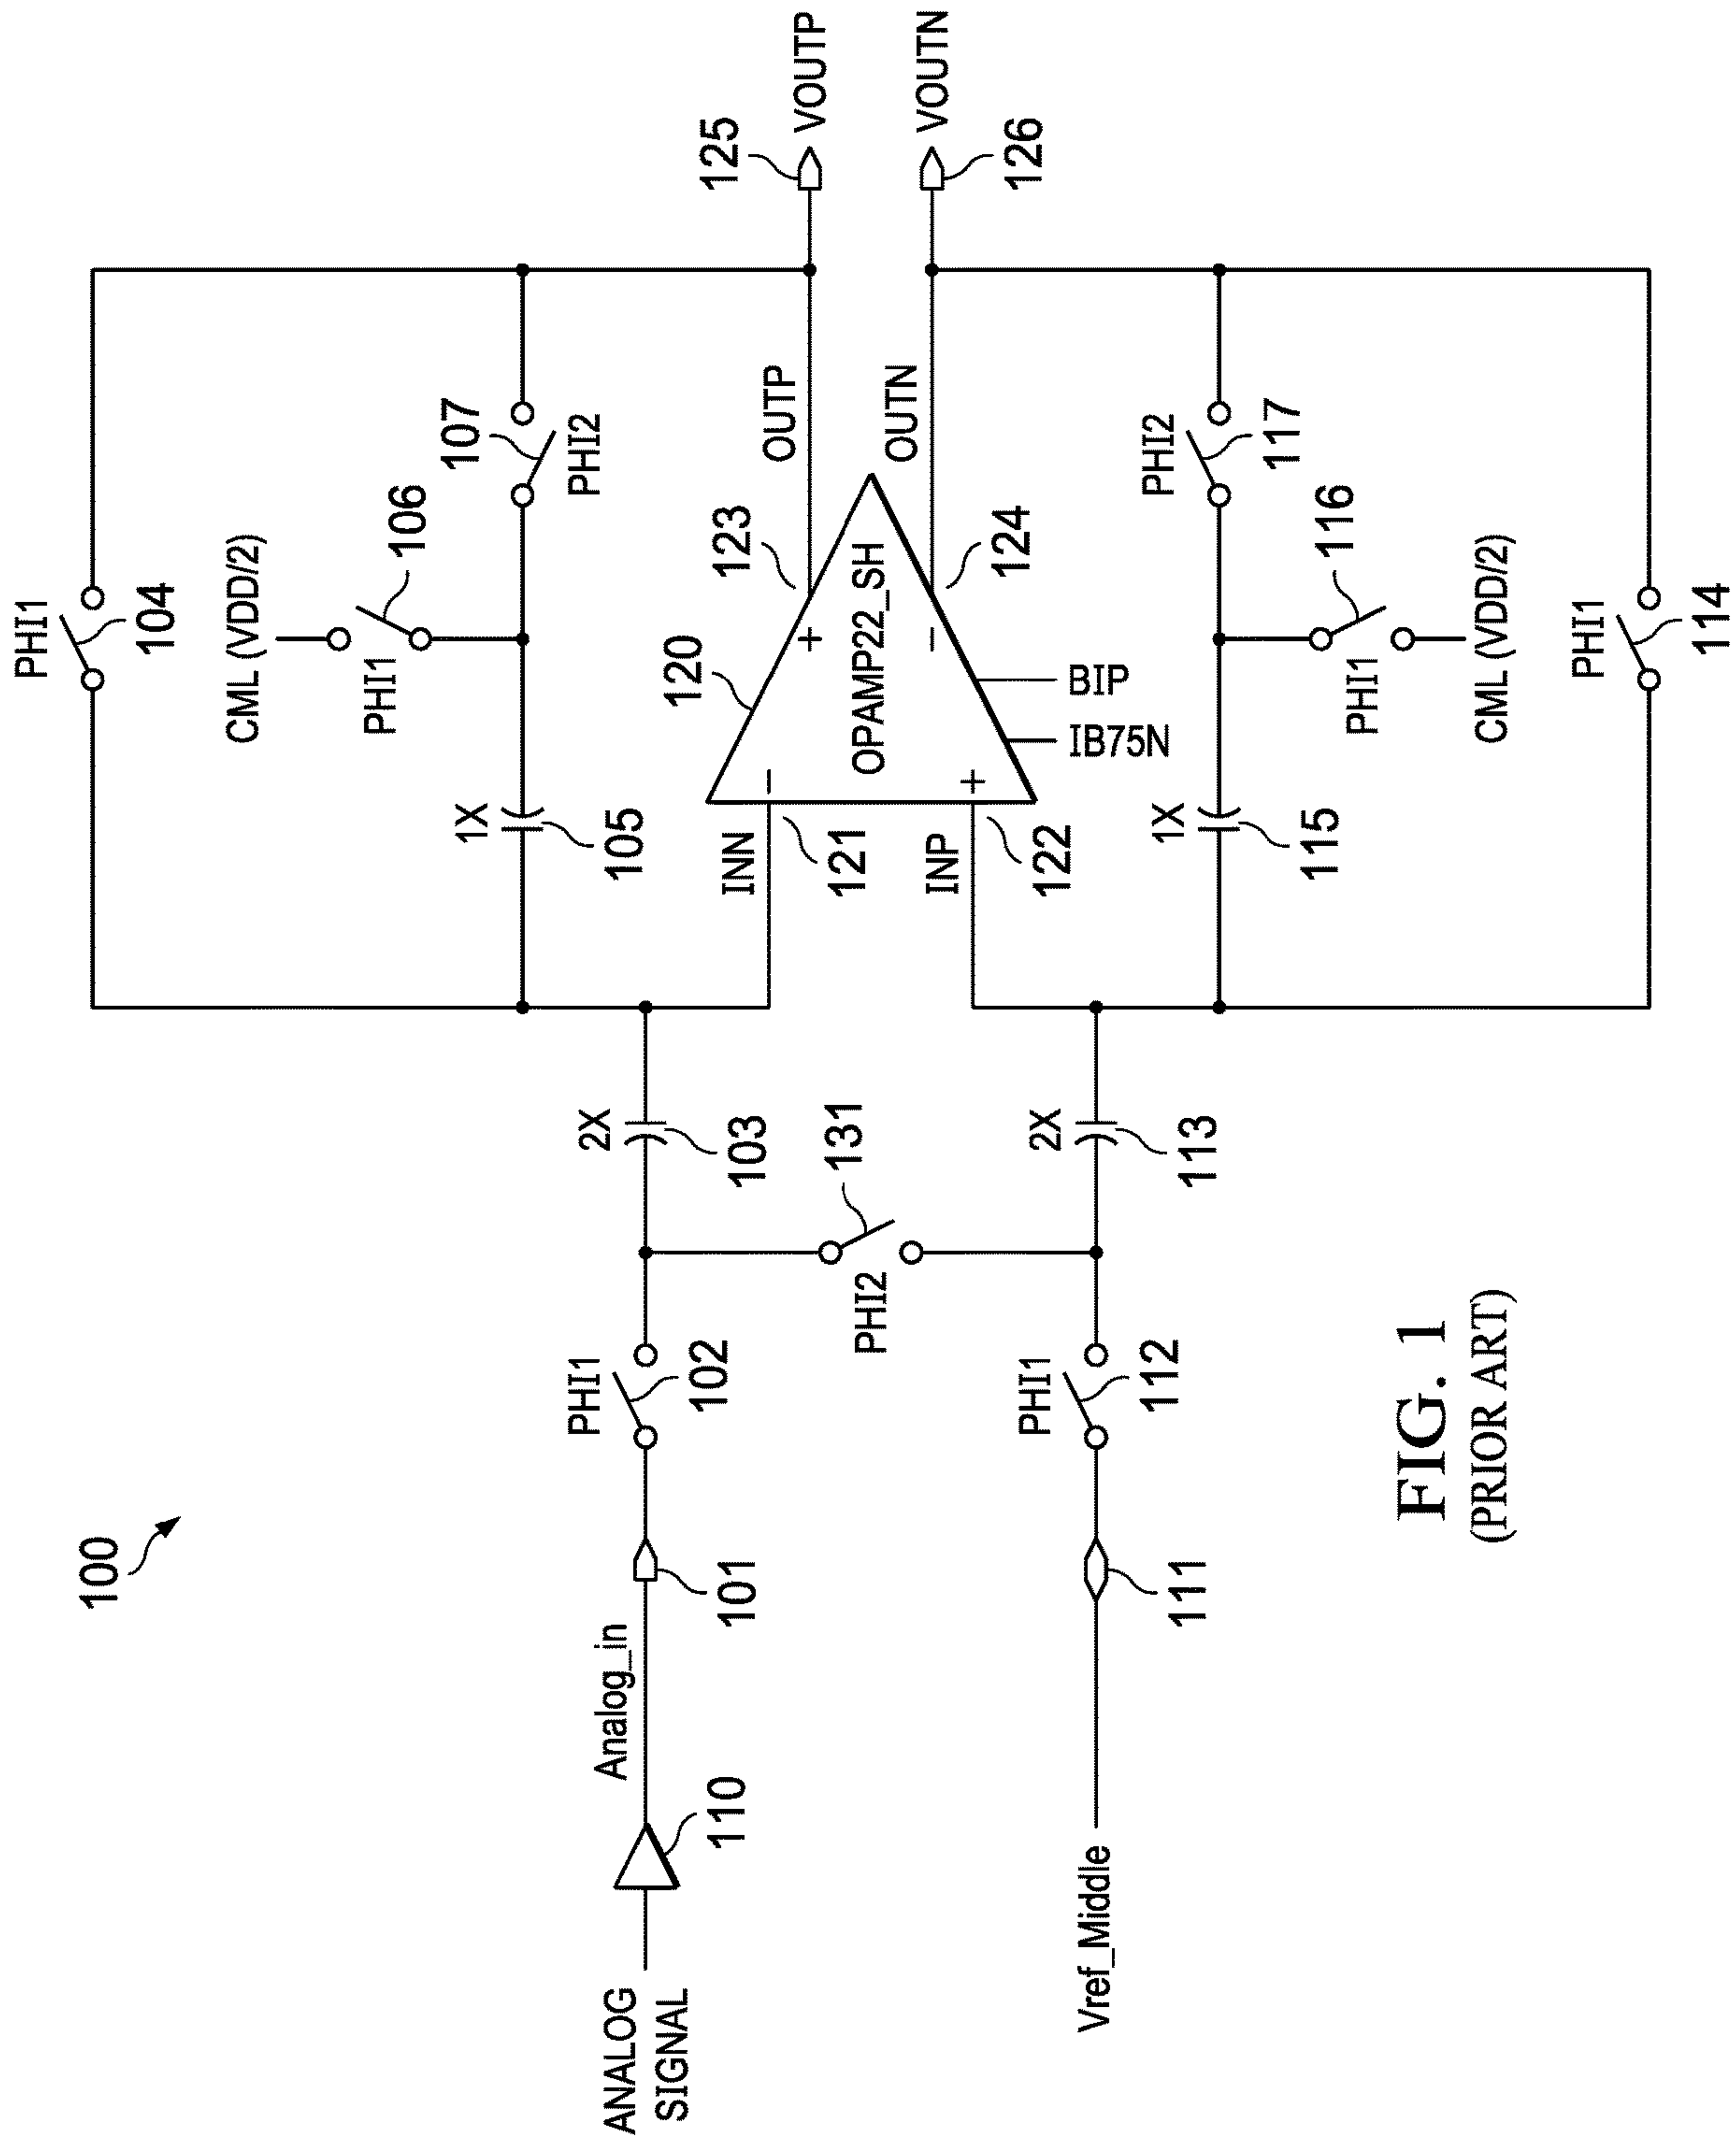 100
ANALOG
SIGNAL
110
Analog_in
101
PHI1
102
2X
103
PHI2
131
Vref_Middle
111
PHI1
112
2X
113
PHI1
104
CML (VDD/2)
PHI1
106
1X
105
107
PHI2
INN
121
INP
122
120
OPAMP22_SH
−
+
+
−
123
124
IB75N
BIP
OUTP
OUTN
125
VOUTP
VOUTN
126
1X
115
PHI2
117
PHI1
116
CML (VDD/2)
PHI1
114
FIG. 1
(PRIOR ART)